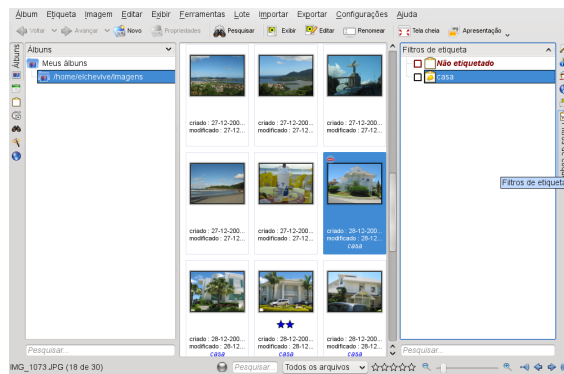 Álbum Etiqueta Imagem Editar Exibir Ferramentas Lote Importar Exportar Configurações Ajuda
Voltar Avançar Novo Propriedades Pesquisar Exibir Editar Renomear Tela cheia Apresentação
Álbuns
Álbuns
Meus álbuns
/home/elchevive/Imagens
Pesquisar...
criado : 27-12-200...
modificado : 27-12...
criado : 27-12-200...
modificado : 27-12...
criado : 27-12-200...
modificado : 27-12...
criado : 27-12-200...
modificado : 27-12...
criado : 27-12-200...
modificado : 27-12...
criado : 28-12-200...
modificado : 28-12...
casa
criado : 28-12-200...
modificado : 28-12...
casa
criado : 28-12-200...
modificado : 28-12...
casa
criado : 28-12-200...
modificado : 28-12...
casa
Filtros de etiqueta
Não etiquetado
casa
Filtros de etiqueta
Pesquisar...
IMG_1073.JPG (18 de 30)
Pesquisar...
Todos os arquivos